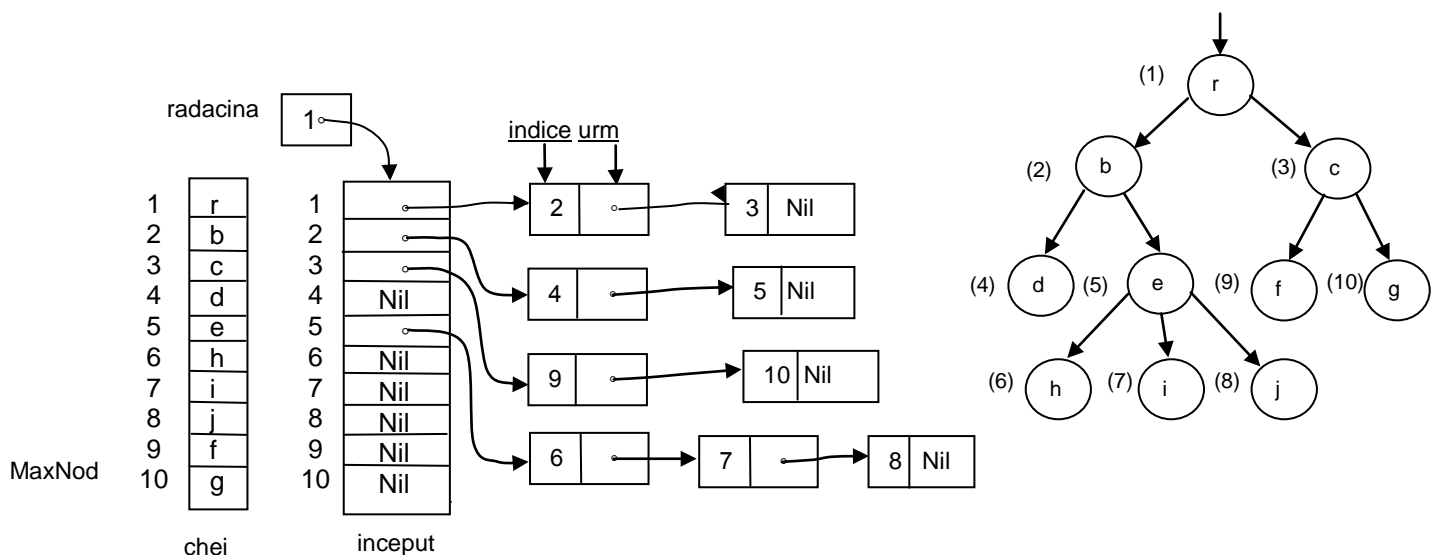 radacina
1
indice urm
1 r
2 b
3 c
4 d
5 e
6 h
7 i
8 j
9 f
MaxNod 10 g
chei
1
2
3
4 Nil
5
6 Nil
7 Nil
8 Nil
9 Nil
10 Nil
inceput
2
3 Nil
4
5 Nil
9
10 Nil
6
7
8 Nil
(1) r
(2) b
(3) c
(4) d
(5) e
(9) f
(10) g
(6) h
(7) i
(8) j